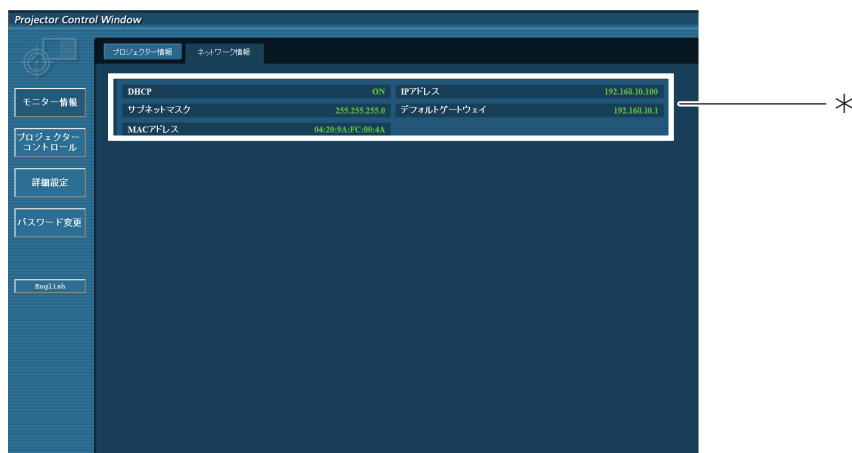 Projector Control Window
プロジェクター情報 ネットワーク情報
DHCP ON IPアドレス 192.168.10.100
サブネットマスク 255.255.255.0 デフォルトゲートウェイ 192.168.10.1
MACアドレス 04:20:9A:FC:00:4A
モニター情報
プロジェクター
コントロール
詳細設定
パスワード変更
English
*